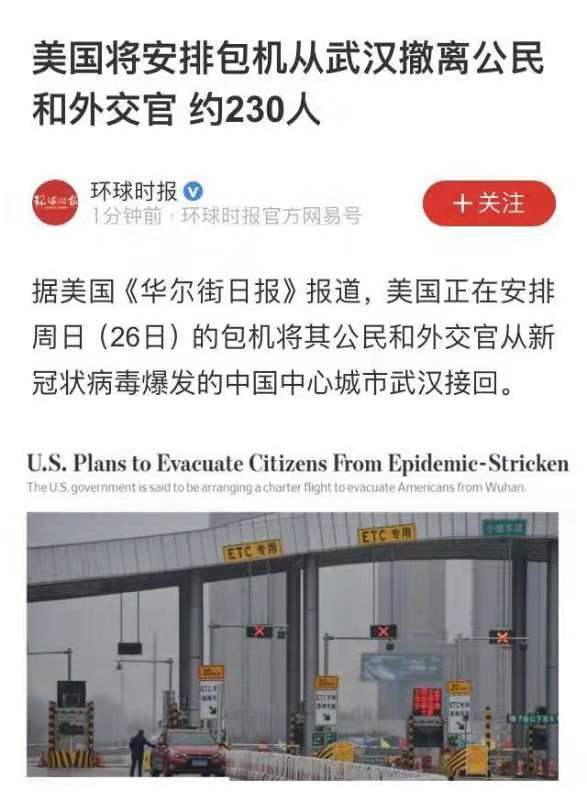 美国将安排包机从武汉撤离公民
和外交官 约230人
环球时报
环球时报
+关注
1分钟前·环球时报官方网易号
据美国《华尔街日报》报道，美国正在安排
周日（26日）的包机将其公民和外交官从新
冠状病毒爆发的中国中心城市武汉接回。
U.S. Plans to Evacuate Citizens From Epidemic-Stricken
The U.S. government is said to be arranging a charter flight to evacuate Americans from Wuhan.
ETC 专用
ETC 专用
小型车道
ETC
ETC